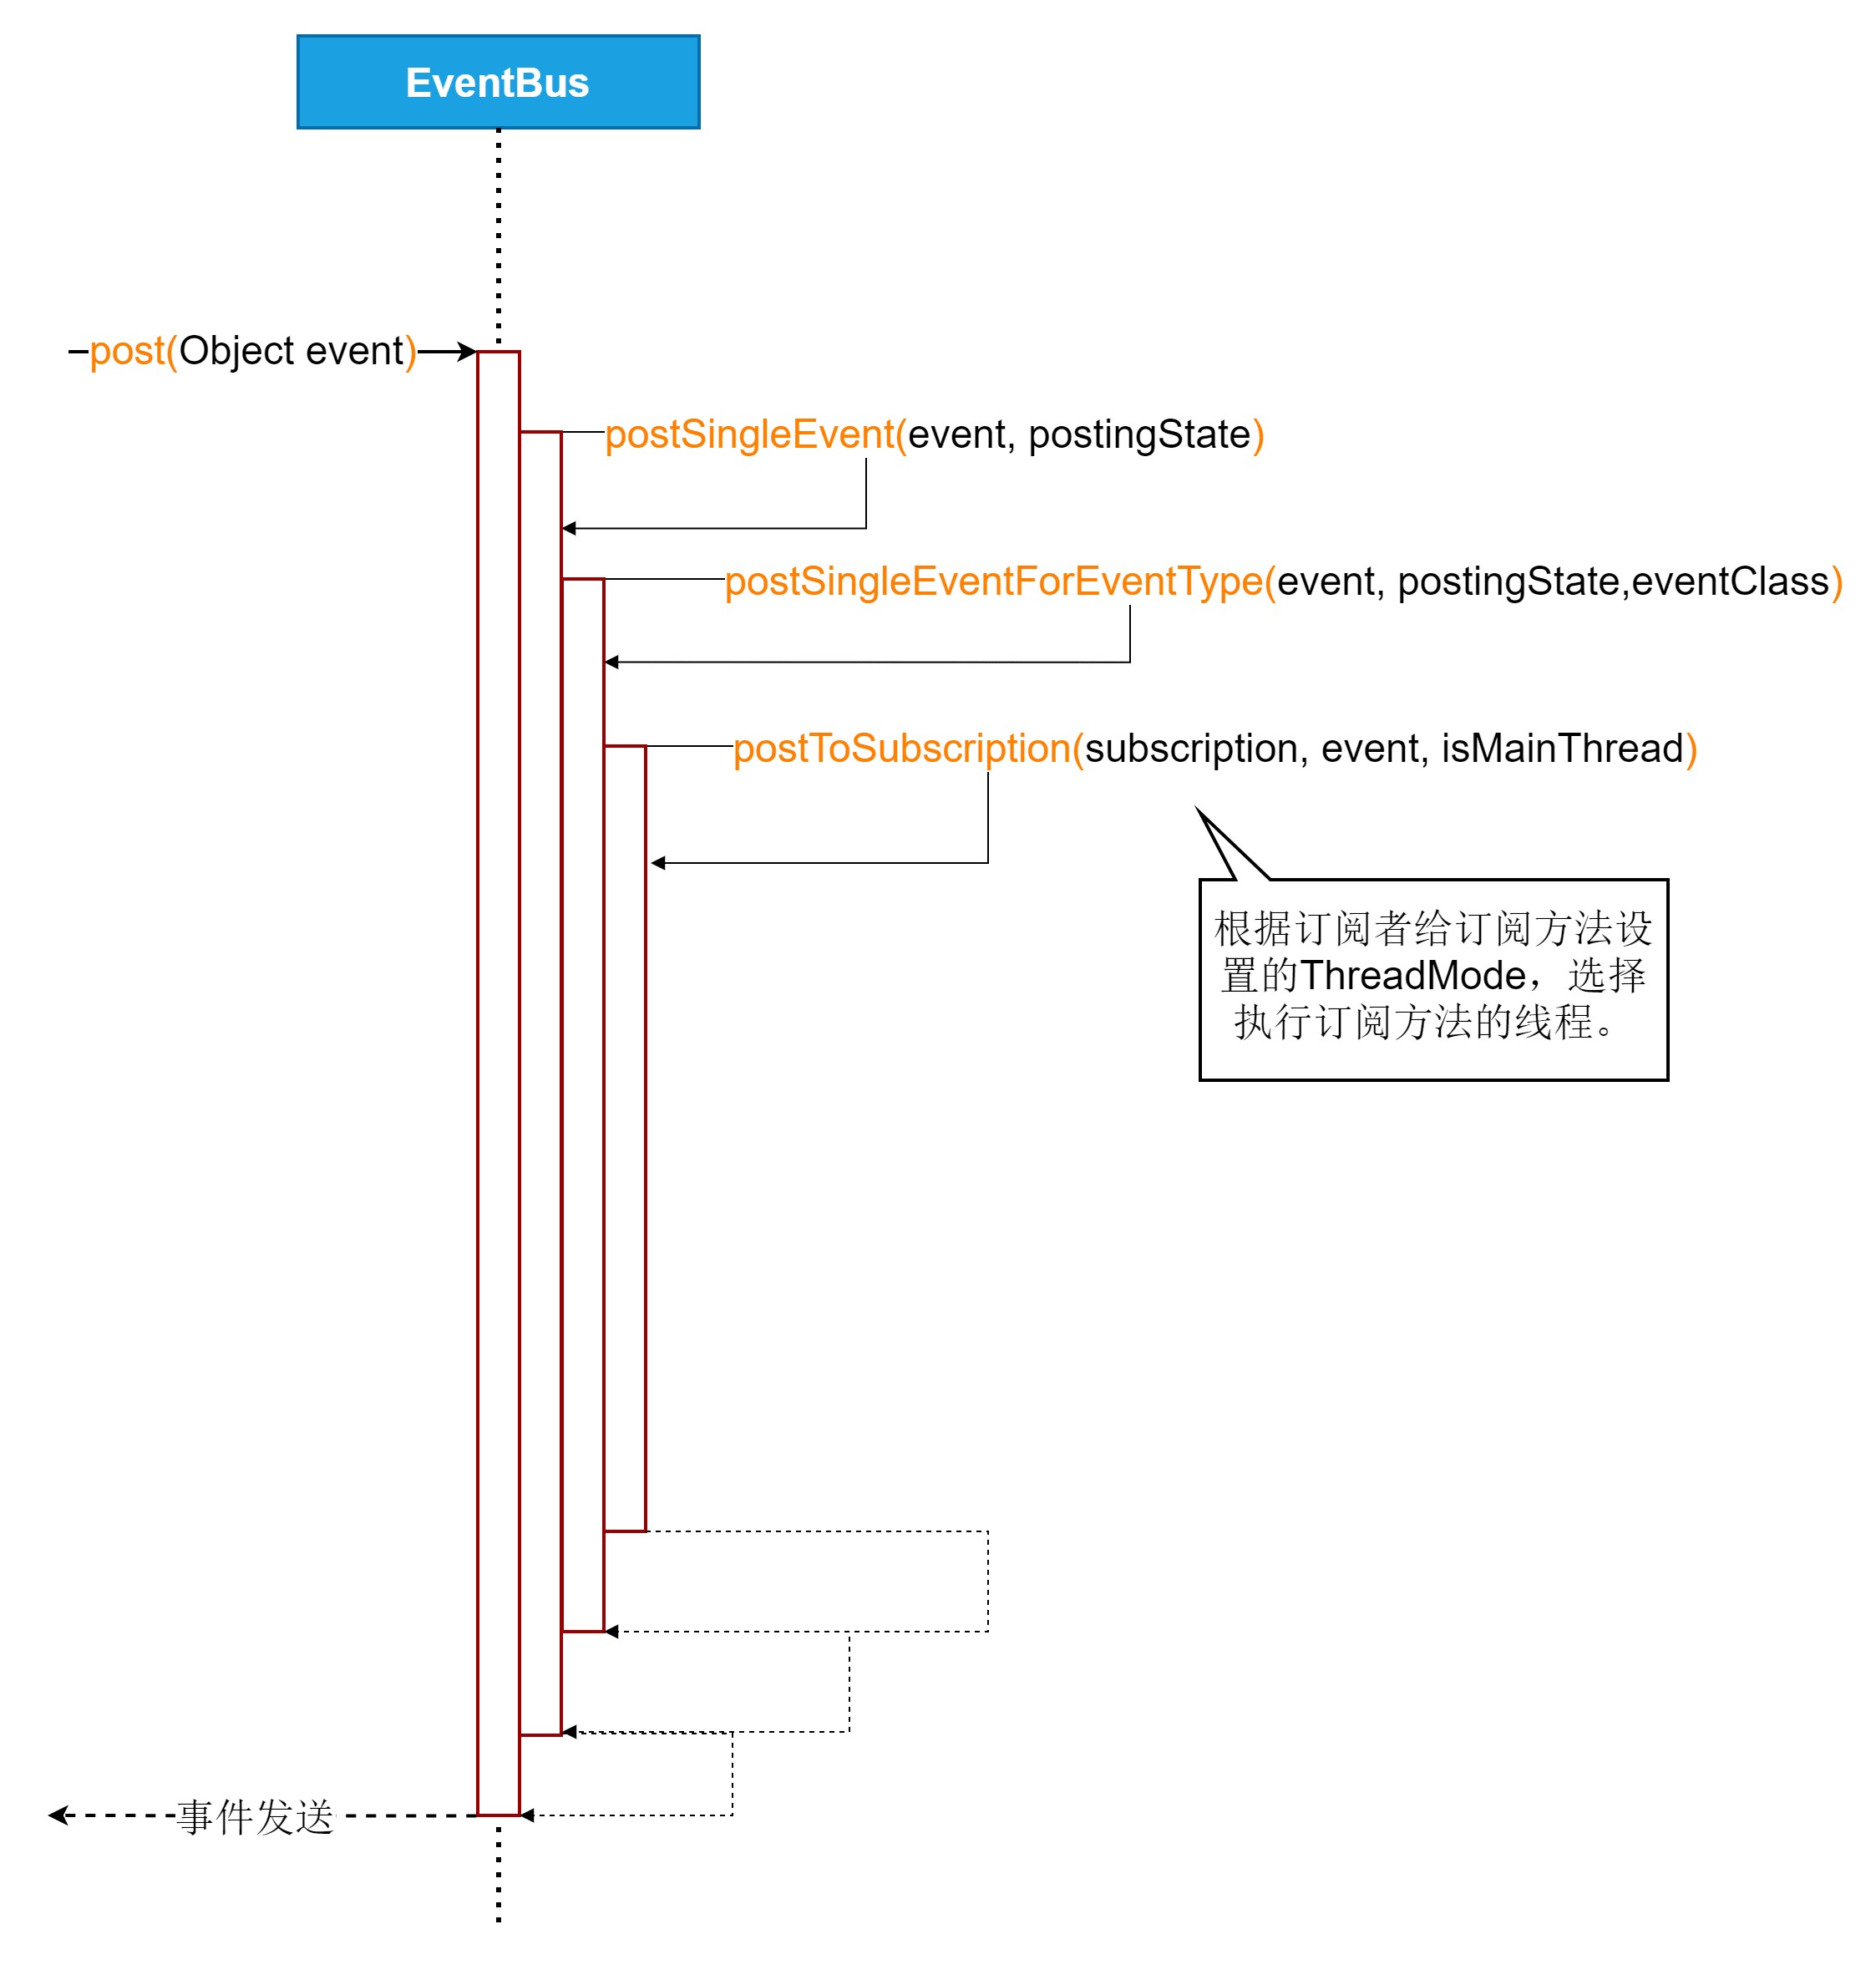 EventBus
post(Object event)
postSingleEvent(event, postingState)
postSingleEventForEventType(event, postingState,eventClass)
postToSubscription(subscription, event, isMainThread)
根据订阅者给订阅方法设
置的ThreadMode，选择
执行订阅方法的线程。
事件发送